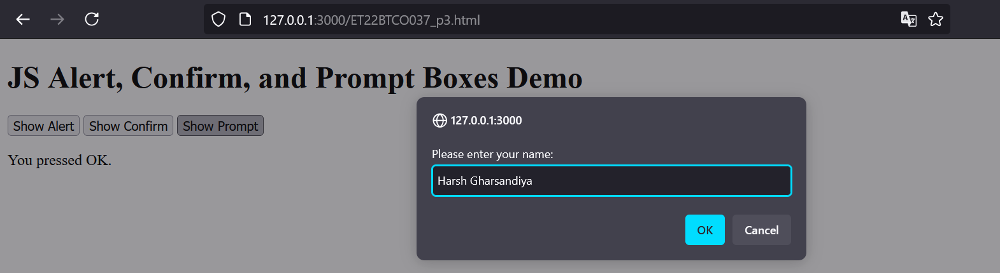 127.0.0.1:3000/ET22BTCO037_p3.html
JS Alert, Confirm, and Prompt Boxes Demo
Show Alert Show Confirm Show Prompt
You pressed OK.
127.0.0.1:3000
Please enter your name:
Harsh Gharsandiya
OK Cancel